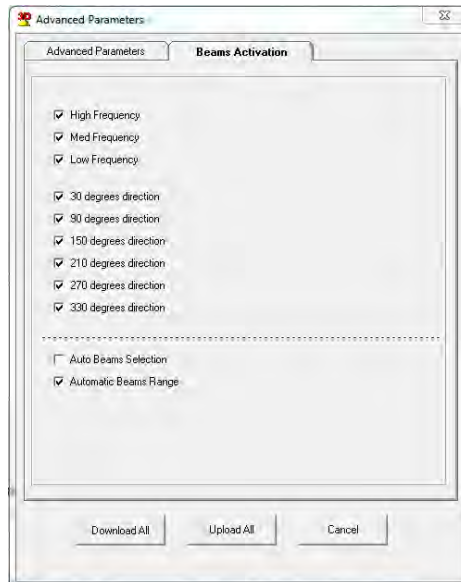 Advanced Parameters
Advanced Parameters
Beams Activation
High Frequency
Med Frequency
Low Frequency
30 degrees direction
90 degrees direction
150 degrees direction
210 degrees direction
270 degrees direction
330 degrees direction
Auto Beams Selection
Automatic Beams Range
Download All
Upload All
Cancel